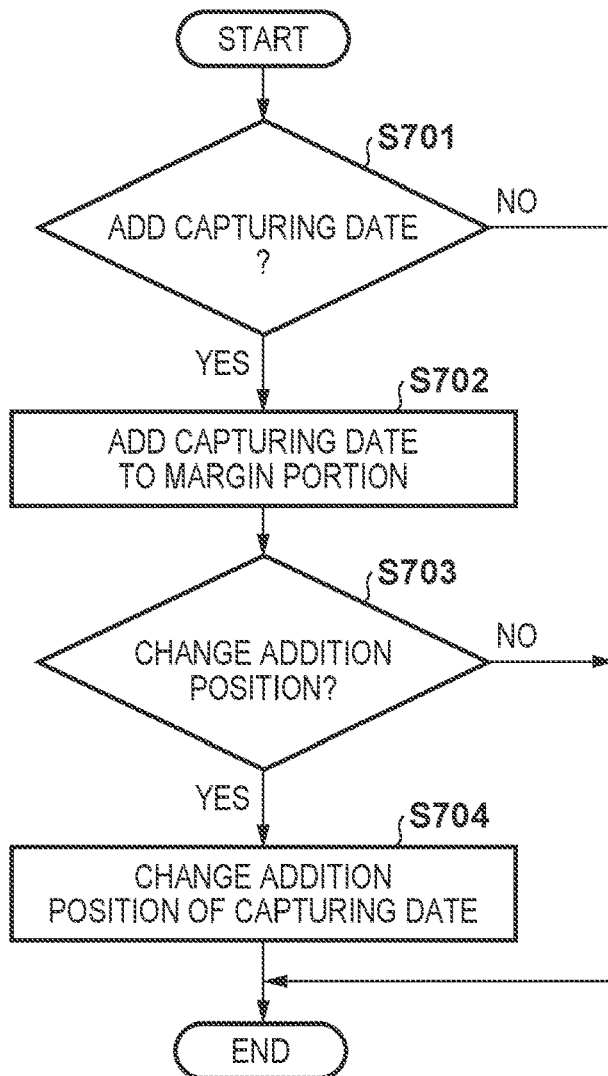 START
S701
ADD CAPTURING DATE
?
NO
YES
S702
ADD CAPTURING DATE
TO MARGIN PORTION
S703
CHANGE ADDITION
POSITION?
NO
YES
S704
CHANGE ADDITION
POSITION OF CAPTURING DATE
END